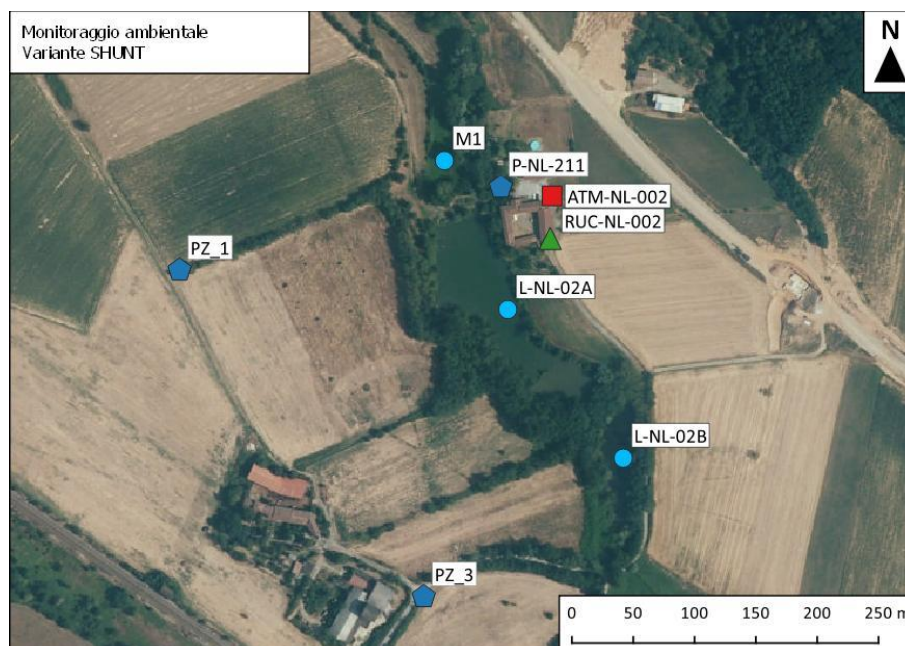 Monitoraggio ambientale
Variante SHUNT
N
M1
P-NL-211
ATM-NL-002
RUC-NL-002
PZ_1
L-NL-02A
L-NL-02B
PZ_3
0 50 100 150 200 250 m